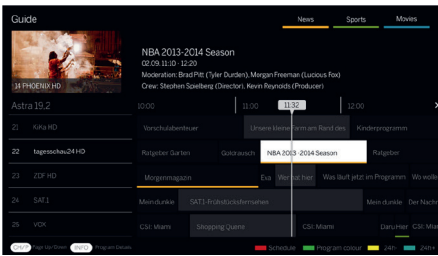 Guide
News Sports Movies
NBA 2013-2014 Season
02.09. 11:10 - 12:20
Moderation: Brad Pitt (Tyler Durden), Morgan Freeman (Lucious Fox)
Crew: Stephen Spielberg (Director), Kevin Reynolds (Producer)
14 PHOENIX HD
Astra 19.2 10:00 11:00 11:32 12:00
21 KiKa HD Vorschulabenteuer Unsere kleine Farm am Rand des Kinderprogramm
22 tagesschau24 HD Ratgeber Garten Goldrausch NBA 2013-2014 Season Ratgeber
23 ZDF HD Morgenmagazin Eva Wer hat hier Was läuft jetzt im Programm Wo wolle
24 SAT.1 Mein dunkle SAT.1-Frühstücksfernsehen Mein dunkle Der Nachr
25 VOX CSI: Miami Shopping Queen CSI: Miami Daru Hier CSI: Miar
CH/P Page Up/Down INFO Program Details Schedule Program colour 24h- 24h+